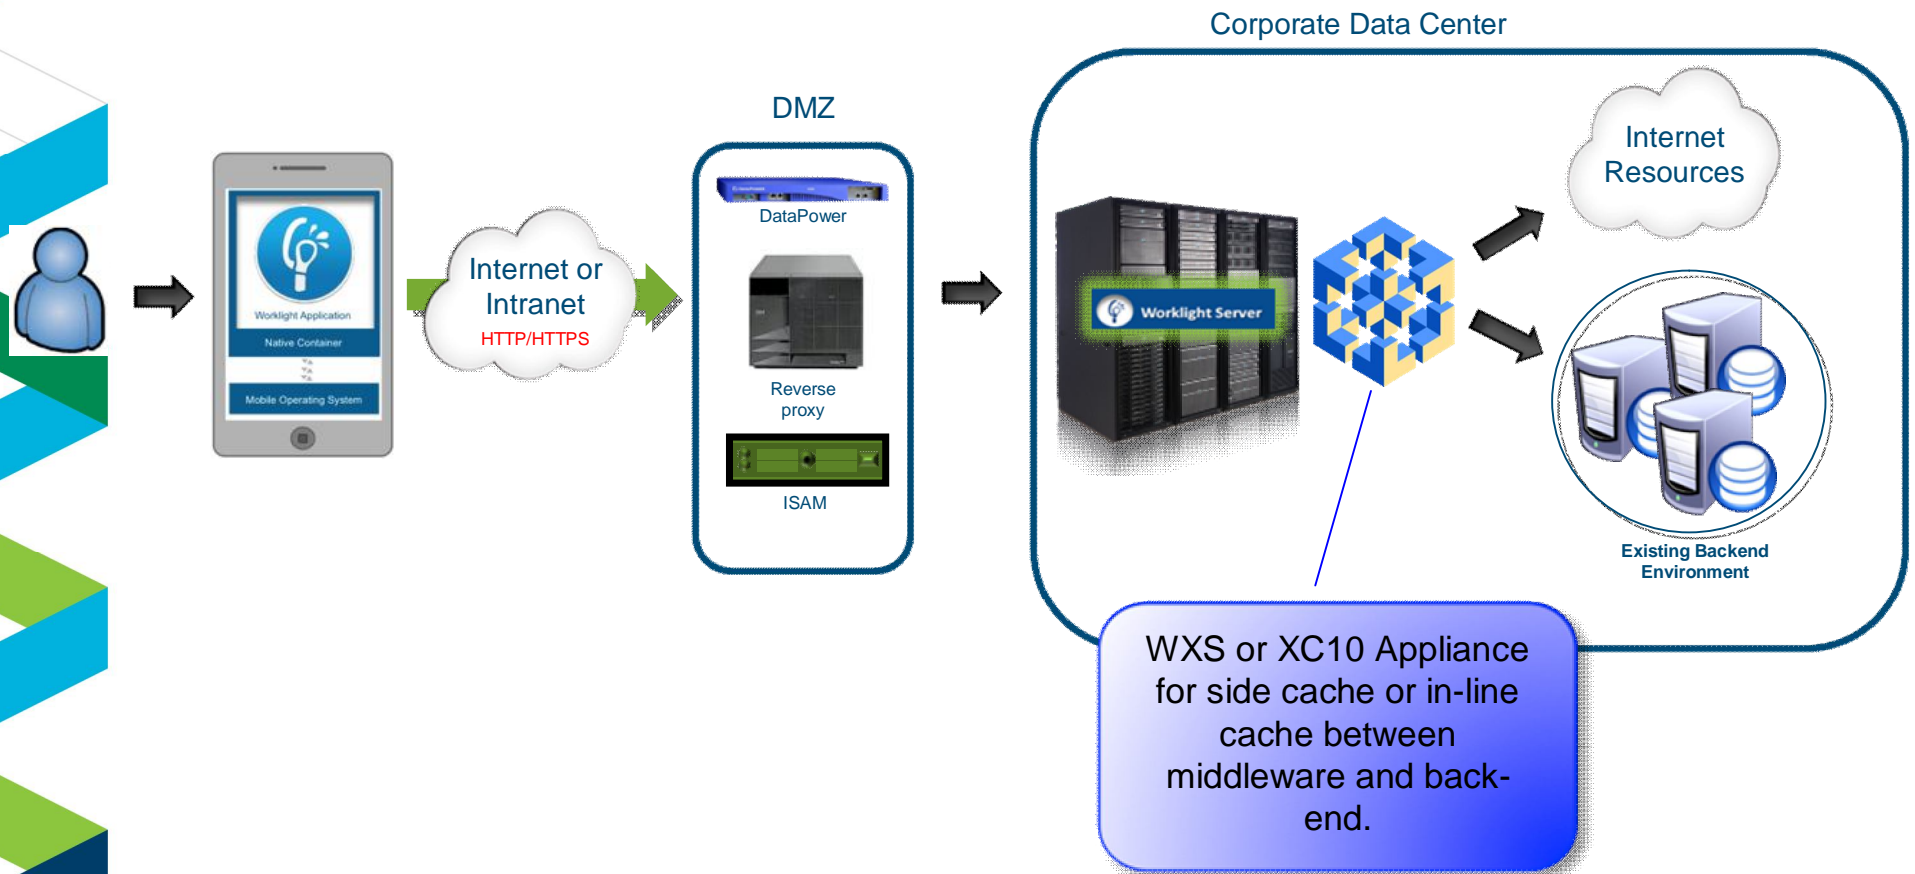 Corporate Data Center
DMZ
Internet
Resources
DataPower
Worklight Application
Native Container
Mobile Operating System
Internet or
Intranet
HTTP/HTTPS
Worklight Server
Reverse
proxy
ISAM
Existing Backend
Environment
WXS or XC10 Appliance
for side cache or in-line
cache between
middleware and back-
end.